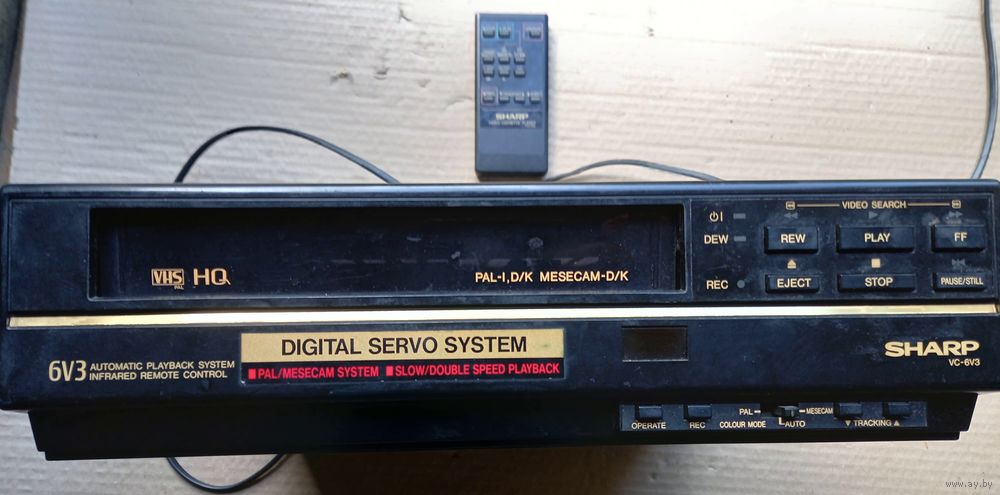 SHARP
VIDEO SEARCH
DEW
REW
PLAY
FF
VHS
PAL
HQ
PAL-I,D/K MESECAM-D/K
REC
EJECT
STOP
PAUSE/STILL
6V3
AUTOMATIC PLAYBACK SYSTEM
INFRARED REMOTE CONTROL
DIGITAL SERVO SYSTEM
PAL/MESECAM SYSTEM SLOW/DOUBLE SPEED PLAYBACK
SHARP
VC-6V3
PAL
MESECAM
OPERATE
REC
COLOUR MODE
AUTO
TRACKING
www.ay.by